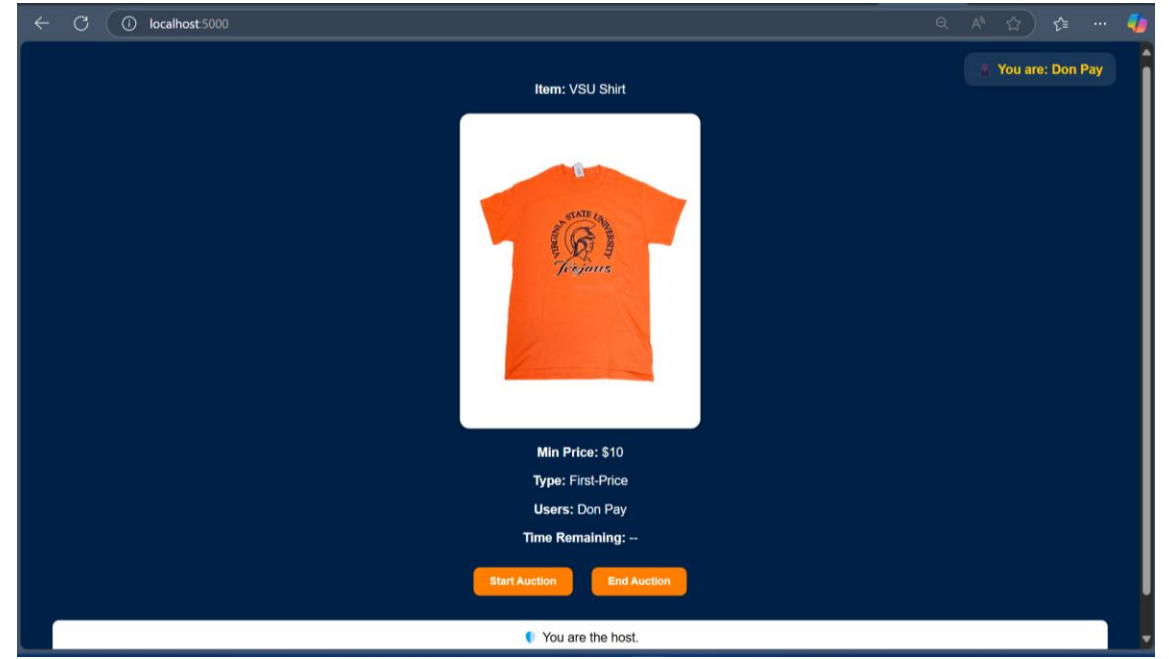 localhost:5000
You are: Don Pay
Item: VSU Shirt
VIRGINIA STATE UNIVERSITY
Trojans
Min Price: $10
Type: First-Price
Users: Don Pay
Time Remaining: --
Start Auction End Auction
You are the host.